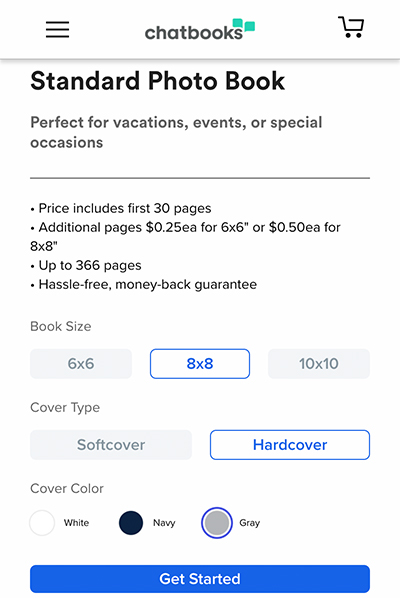 chatbooks
Standard Photo Book
Perfect for vacations, events, or special
occasions
• Price includes first 30 pages
• Additional pages $0.25ea for 6x6" or $0.50ea for
8x8"
• Up to 366 pages
• Hassle-free, money-back guarantee
Book Size
6x6 8x8 10x10
Cover Type
Softcover Hardcover
Cover Color
White Navy Gray
Get Started